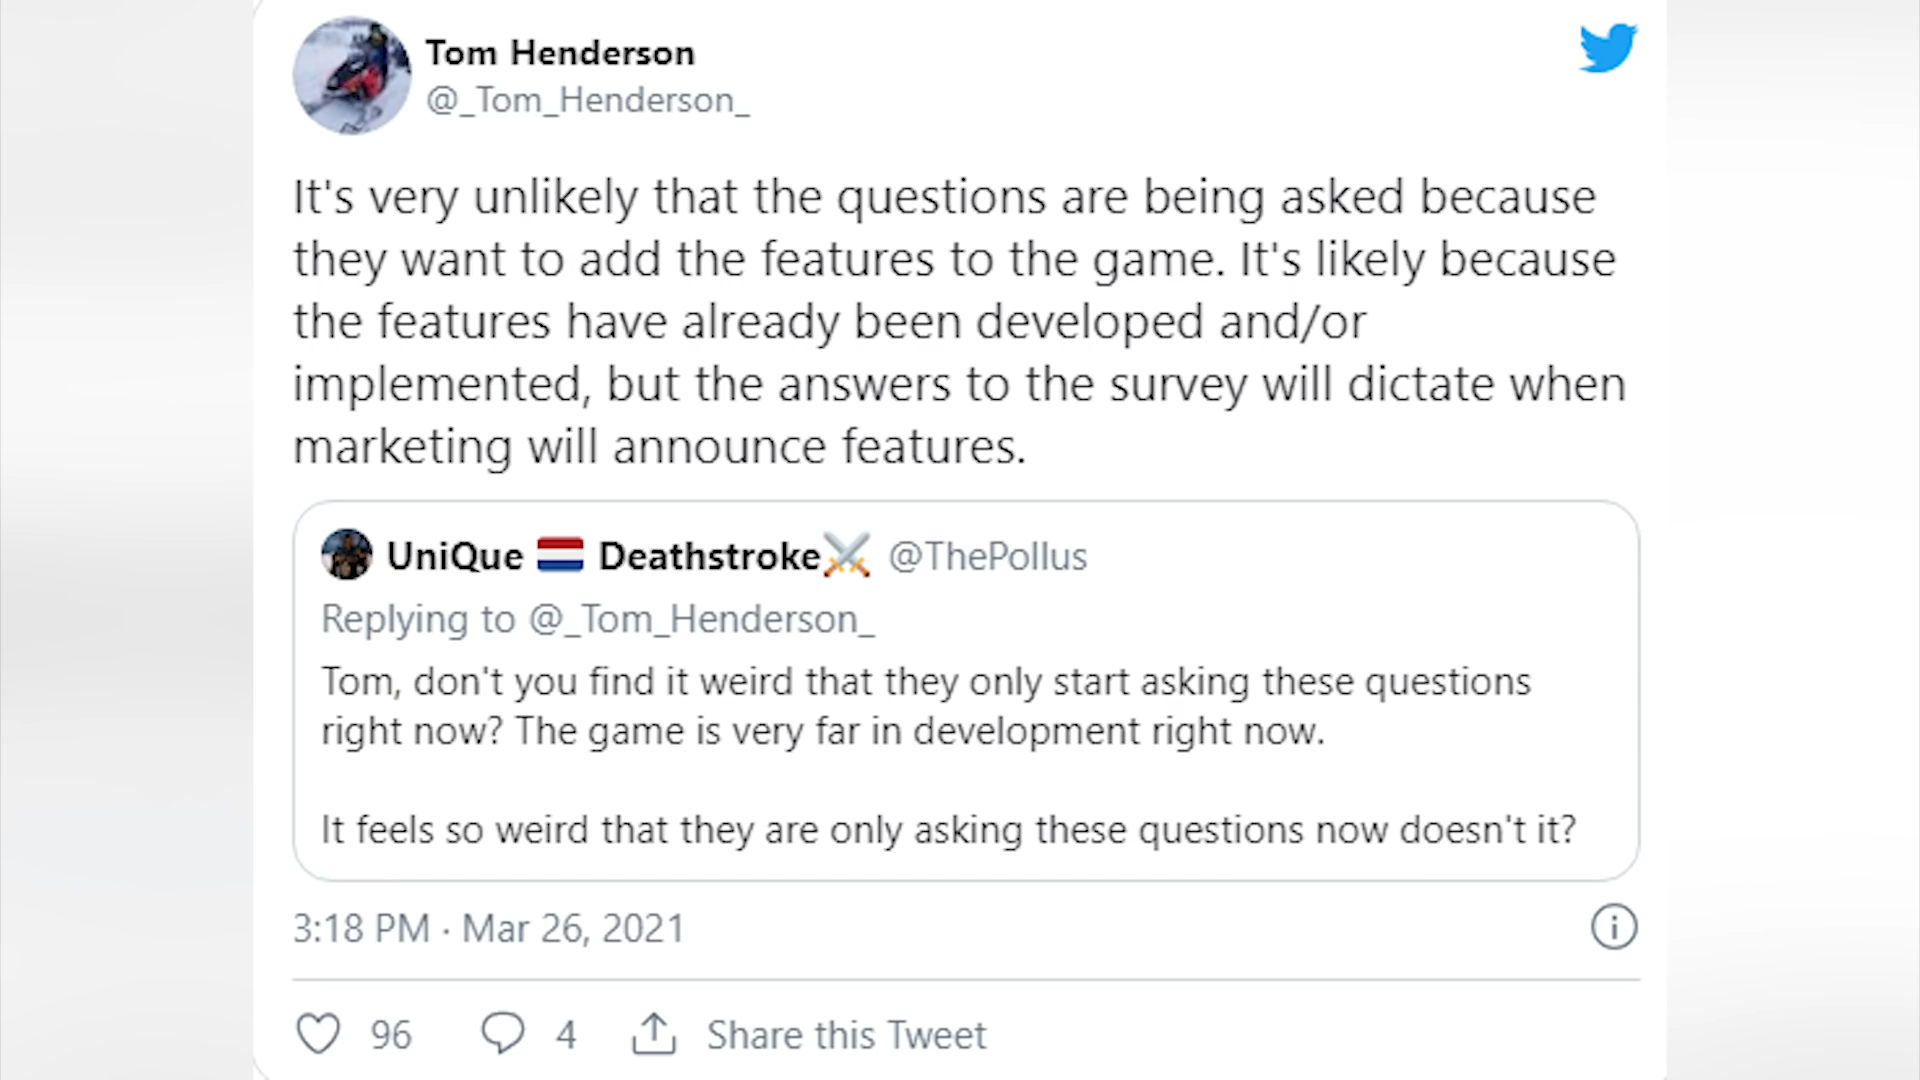 Tom Henderson
@_Tom_Henderson_
It's very unlikely that the questions are being asked because
they want to add the features to the game. It's likely because
the features have already been developed and/or
implemented, but the answers to the survey will dictate when
marketing will announce features.
UniQue 🇳🇱 Deathstroke⚔️ @ThePollus
Replying to @_Tom_Henderson_
Tom, don't you find it weird that they only start asking these questions
right now? The game is very far in development right now.
It feels so weird that they are only asking these questions now doesn't it?
3:18 PM · Mar 26, 2021
96 4 Share this Tweet